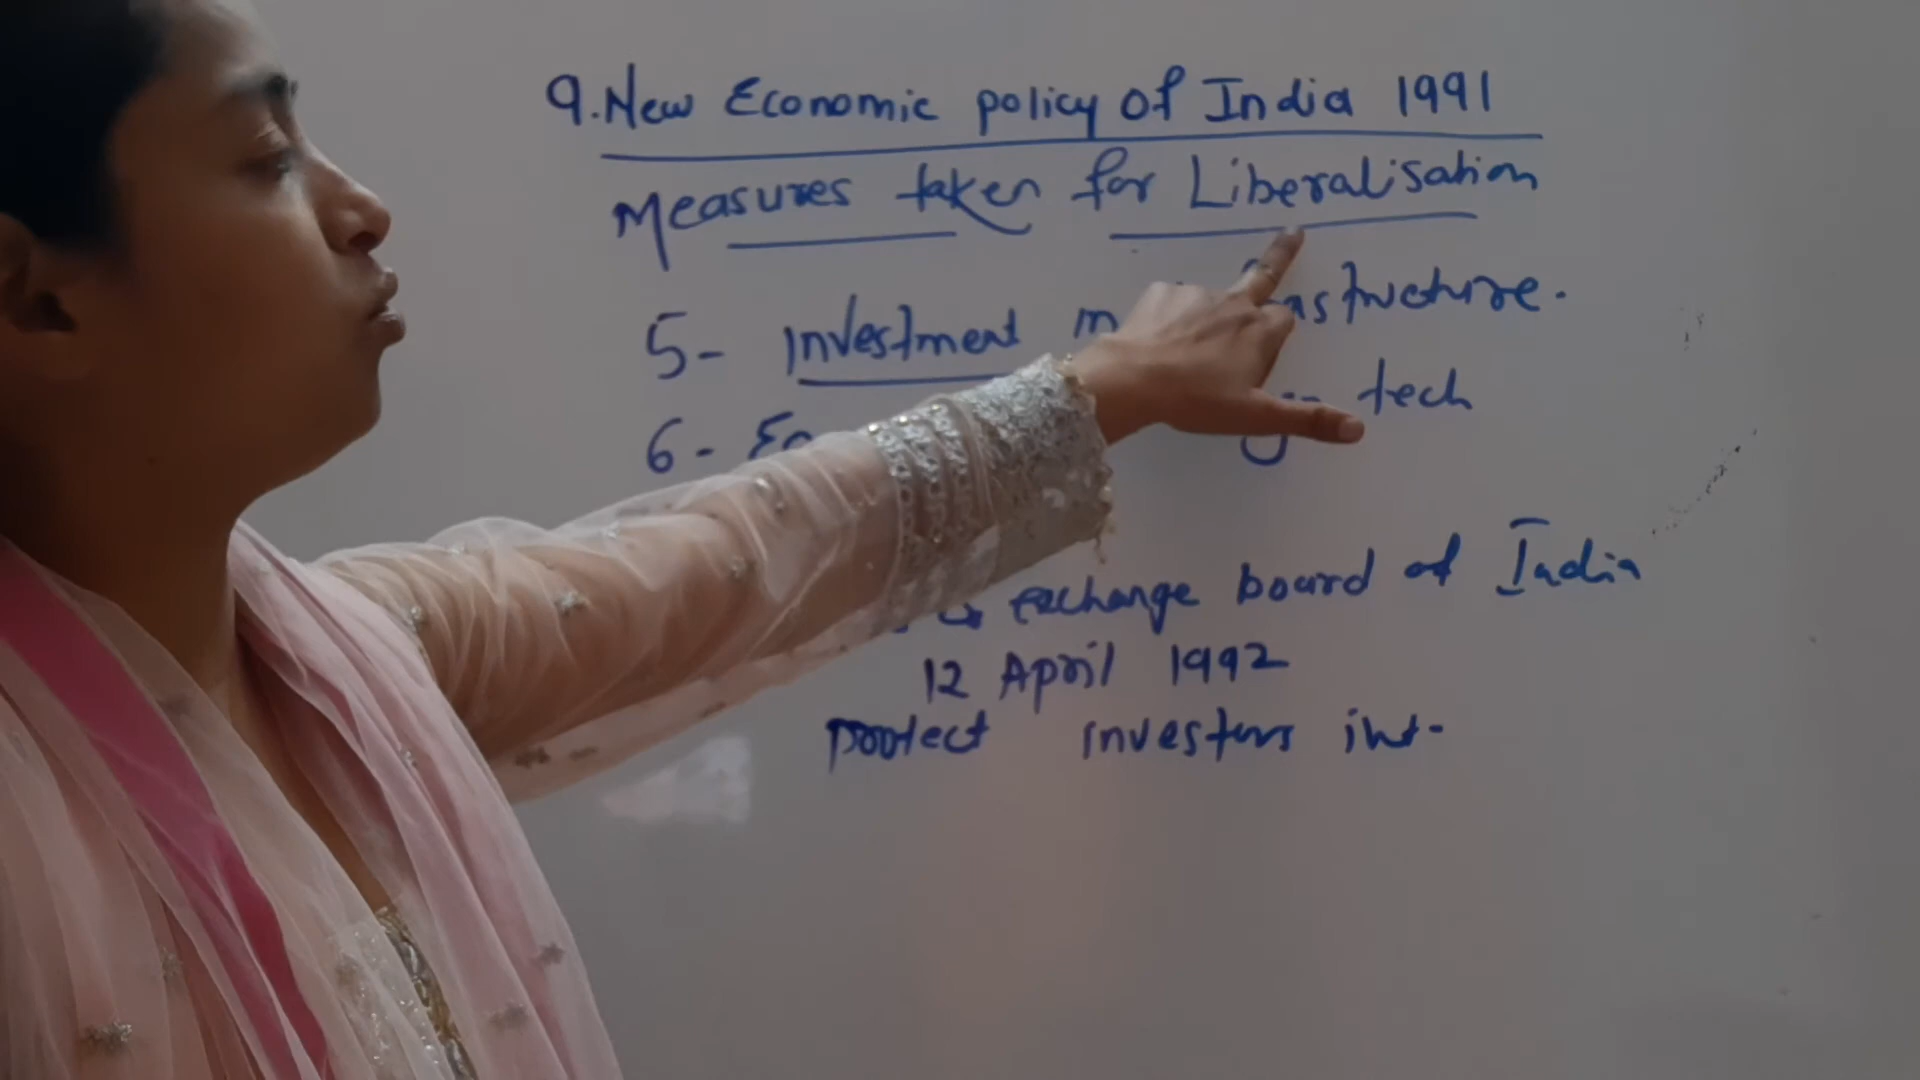 9. New Economic policy of India 1991
Measures taken for Liberalisation
5- Investment in
6- tech
exchange board of India
12 April 1992
protect investors int-